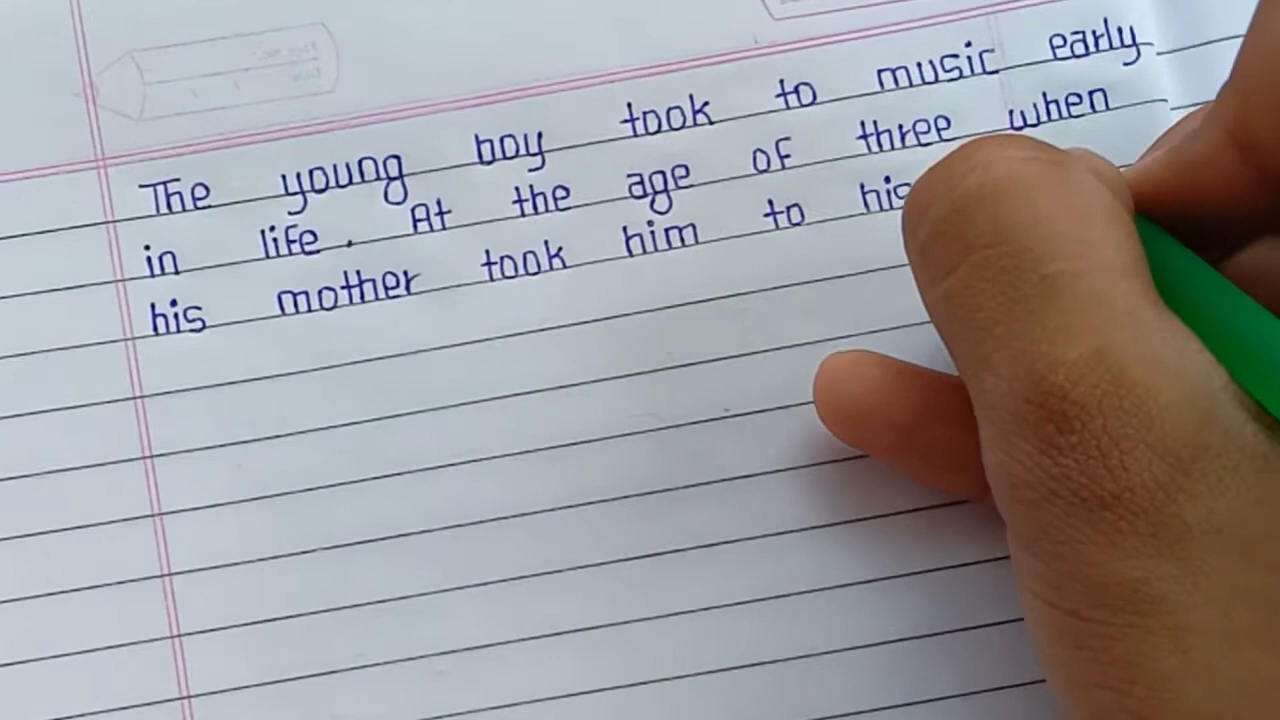 The young boy took to music early
in life. At the age of three when
his mother took him to his